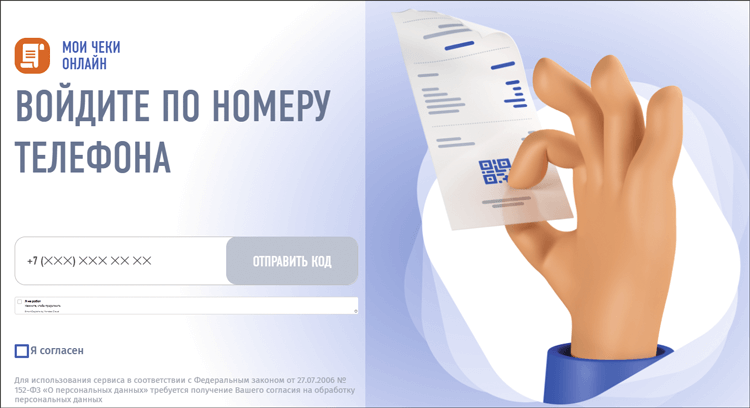 МОИ ЧЕКИ
ОНЛАЙН
ВОЙДИТЕ ПО НОМЕРУ
ТЕЛЕФОНА
+7 (XXX) XXX XX XX
ОТПРАВИТЬ КОД
Я согласен
Для использования сервиса в соответствии с Федеральным законом от 27.07.2006 №
152-ФЗ «О персональных данных» требуется получение Вашего согласия на обработку
персональных данных